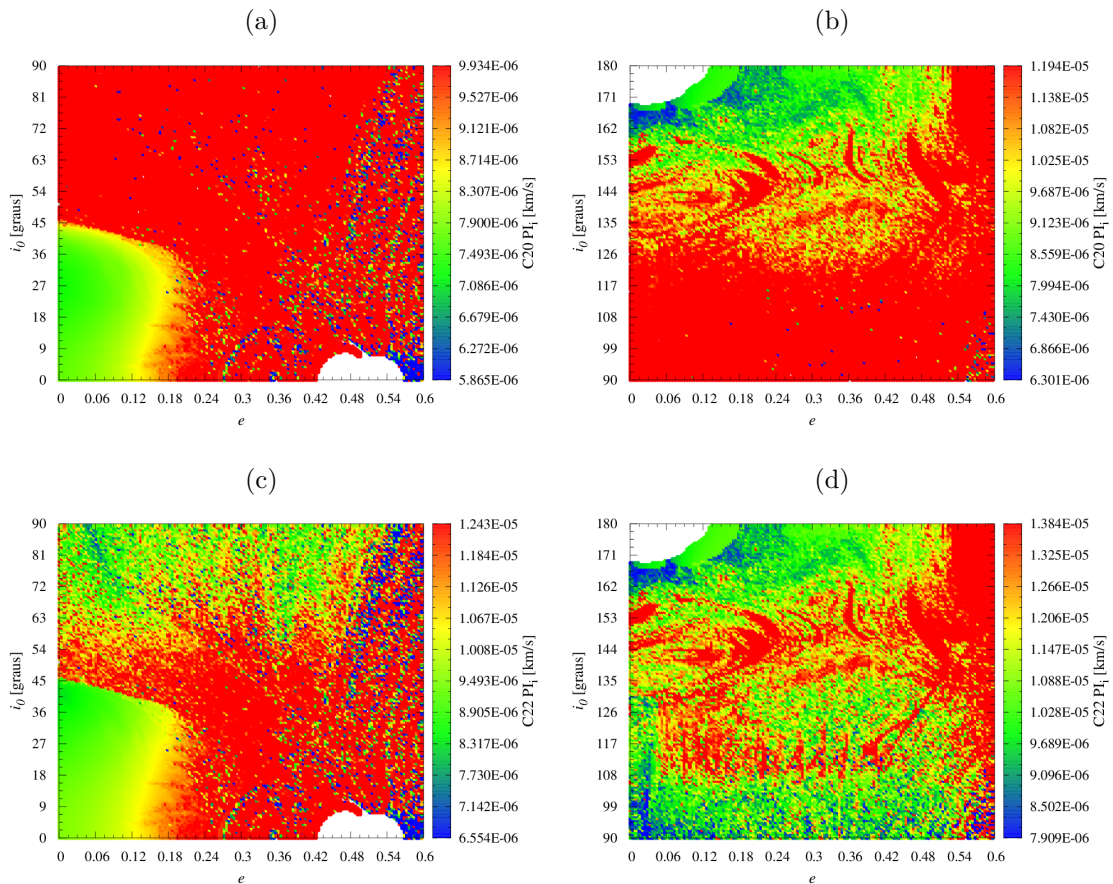 (a)
(b)
90
81
72
63
54
45
36
27
18
9
0
i0 [graus]
0 0.06 0.12 0.18 0.24 0.3 0.36 0.42 0.48 0.54 0.6
e
9.934E-06
9.527E-06
9.121E-06
8.714E-06
8.307E-06
7.900E-06
7.493E-06
7.086E-06
6.679E-06
6.272E-06
5.865E-06
C20 PIi [km/s]
180
171
162
153
144
135
126
117
108
99
90
i0 [graus]
0 0.06 0.12 0.18 0.24 0.3 0.36 0.42 0.48 0.54 0.6
e
1.194E-05
1.138E-05
1.082E-05
1.025E-05
9.687E-06
9.123E-06
8.559E-06
7.994E-06
7.430E-06
6.866E-06
6.301E-06
C20 PIi [km/s]
(c)
(d)
90
81
72
63
54
45
36
27
18
9
0
i0 [graus]
0 0.06 0.12 0.18 0.24 0.3 0.36 0.42 0.48 0.54 0.6
e
1.243E-05
1.184E-05
1.126E-05
1.067E-05
1.008E-05
9.493E-06
8.905E-06
8.317E-06
7.730E-06
7.142E-06
6.554E-06
C22 PIi [km/s]
180
171
162
153
144
135
126
117
108
99
90
i0 [graus]
0 0.06 0.12 0.18 0.24 0.3 0.36 0.42 0.48 0.54 0.6
e
1.384E-05
1.325E-05
1.266E-05
1.206E-05
1.147E-05
1.088E-05
1.028E-05
9.689E-06
9.096E-06
8.502E-06
7.909E-06
C22 PIi [km/s]